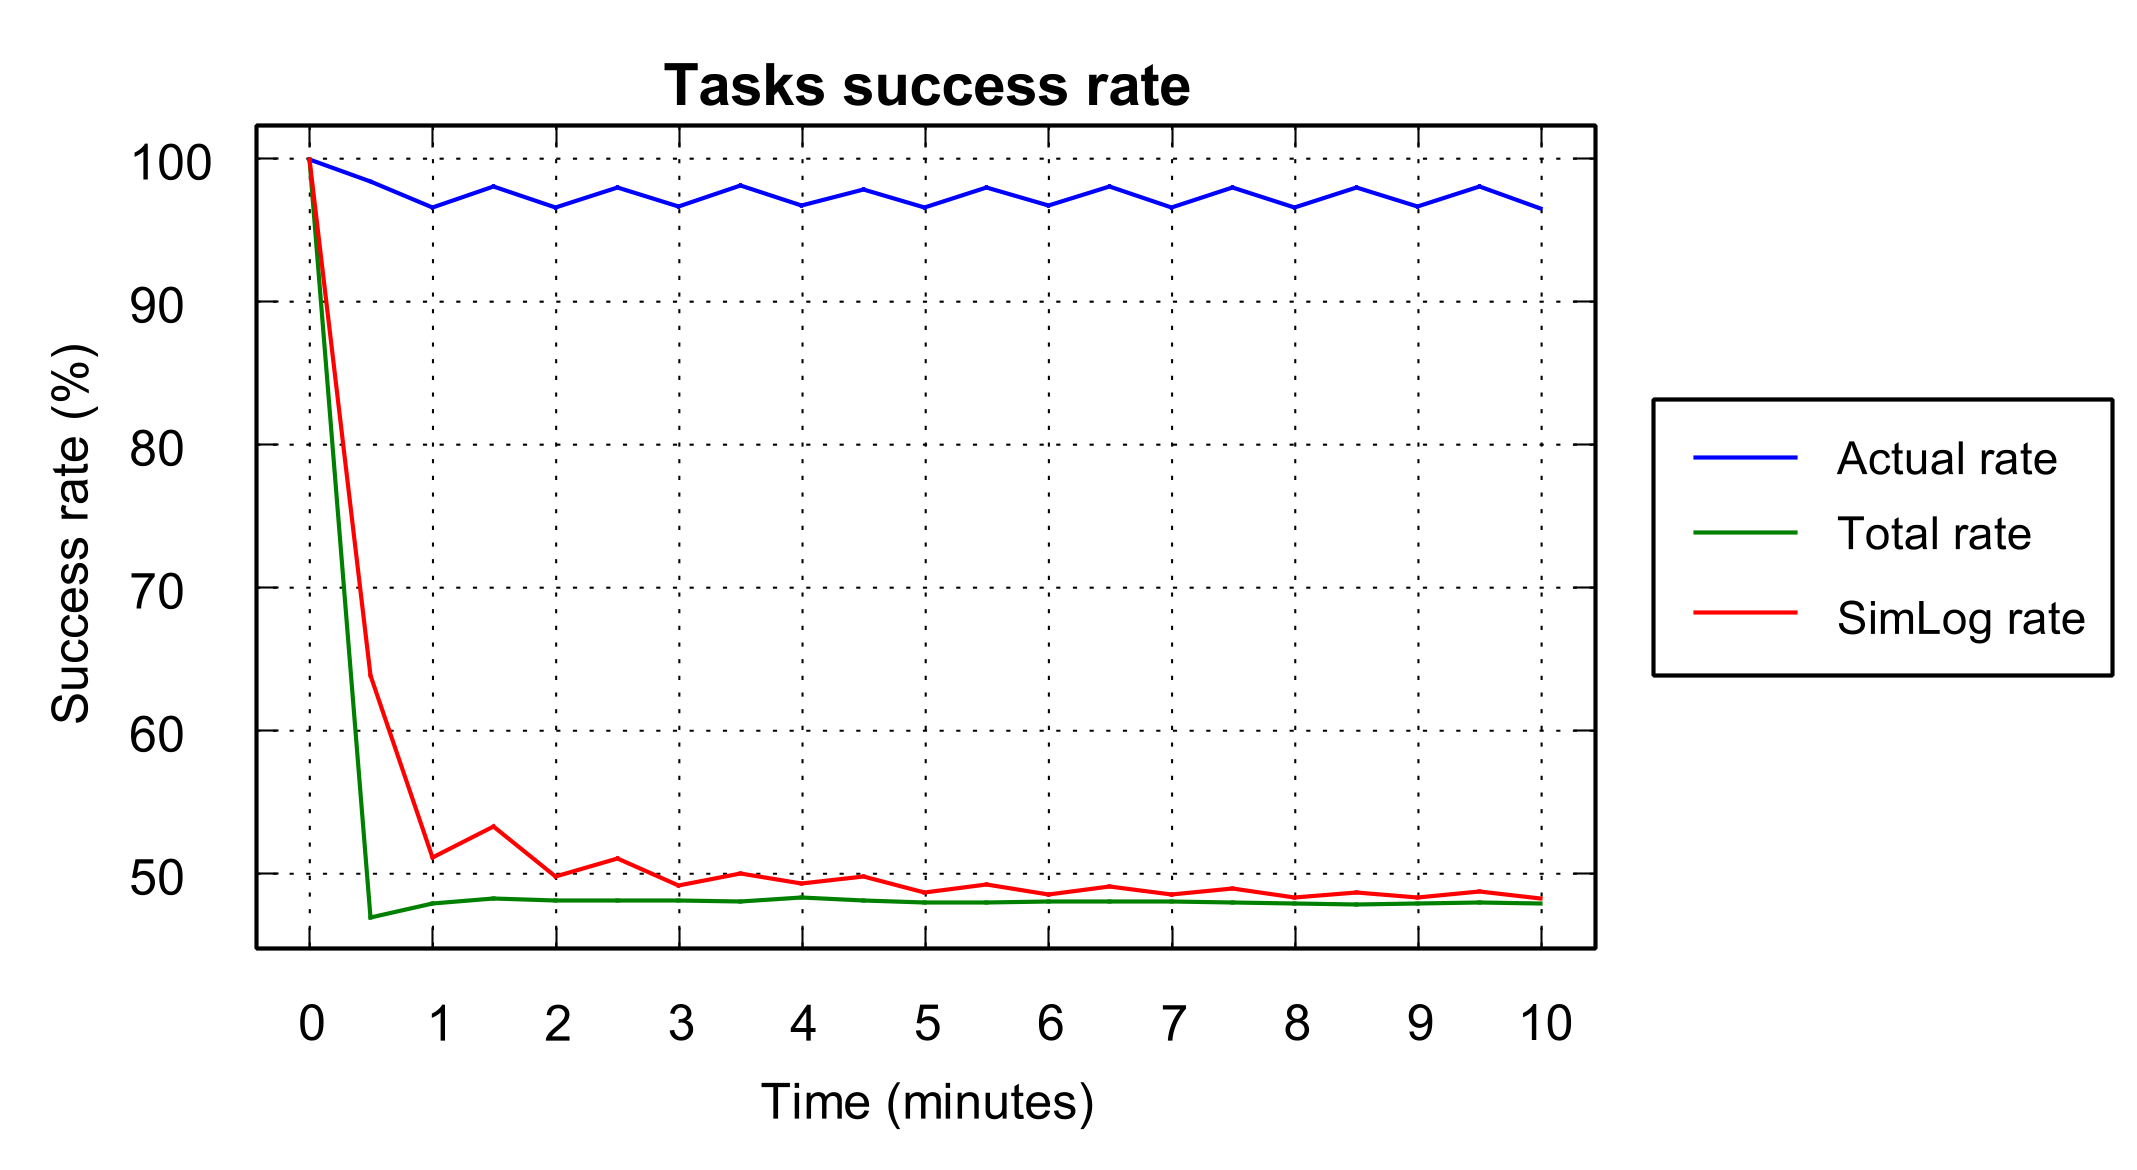 Tasks success rate
100
90
80
70
60
50
Success rate (%)
0 1 2 3 4 5 6 7 8 9 10
Time (minutes)
Actual rate
Total rate
SimLog rate